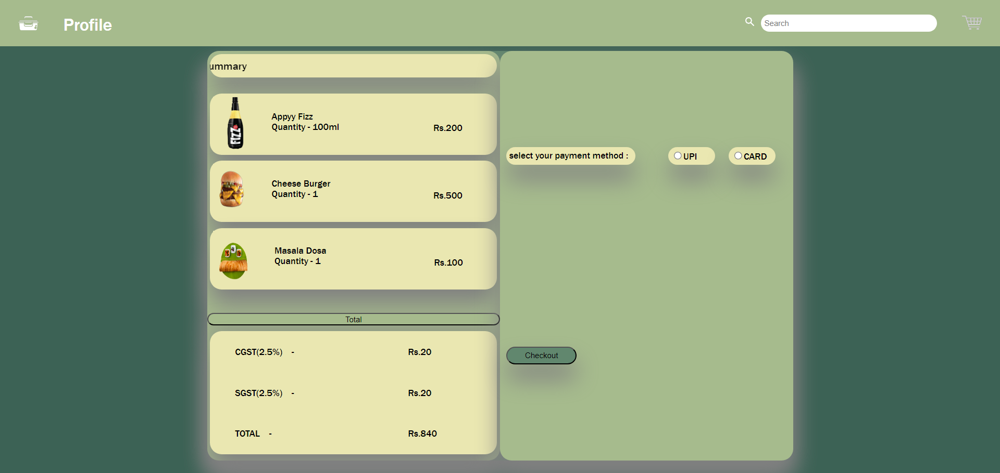 Profile
Search
ummary
Appyy Fizz
Quantity - 100ml
Rs.200
FIZZ
Cheese Burger
Quantity - 1
Rs.500
Masala Dosa
Quantity - 1
Rs.100
Total
CGST(2.5%) -
Rs.20
SGST(2.5%) -
Rs.20
TOTAL -
Rs.840
select your payment method :
UPI
CARD
Checkout